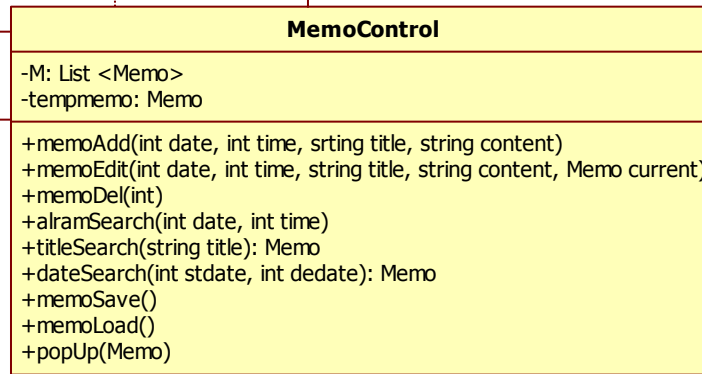 MemoControl
-M: List <Memo>
-tempmemo: Memo
+memoAdd(int date, int time, srting title, string content)
+memoEdit(int date, int time, string title, string content, Memo current)
+memoDel(int)
+alramSearch(int date, int time)
+titleSearch(string title): Memo
+dateSearch(int stdate, int dedate): Memo
+memoSave()
+memoLoad()
+popUp(Memo)